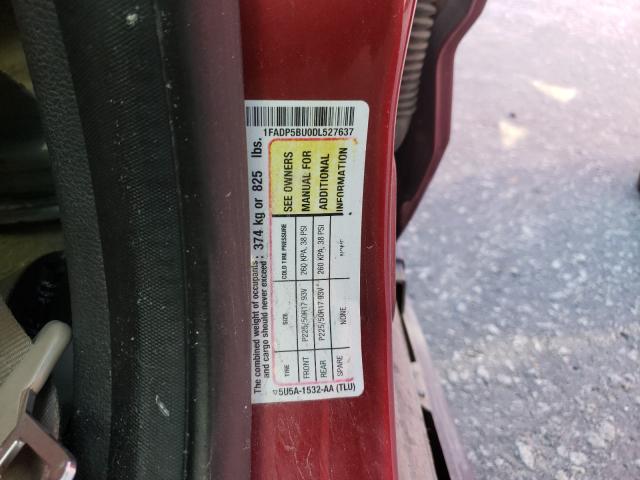 1FADP5BU0DL527637
The combined weight of occupants : 374 kg or 825 lbs.
and cargo should never exceed :
TIRE SIZE COLD TIRE PRESSURE SEE OWNERS
FRONT P225/50R17 93V 260 KPA, 38 PSI MANUAL FOR
REAR P225/50R17 93V 260 KPA, 38 PSI ADDITIONAL
SPARE NONE INFORMATION
5U5A-1532-AA (TLU)